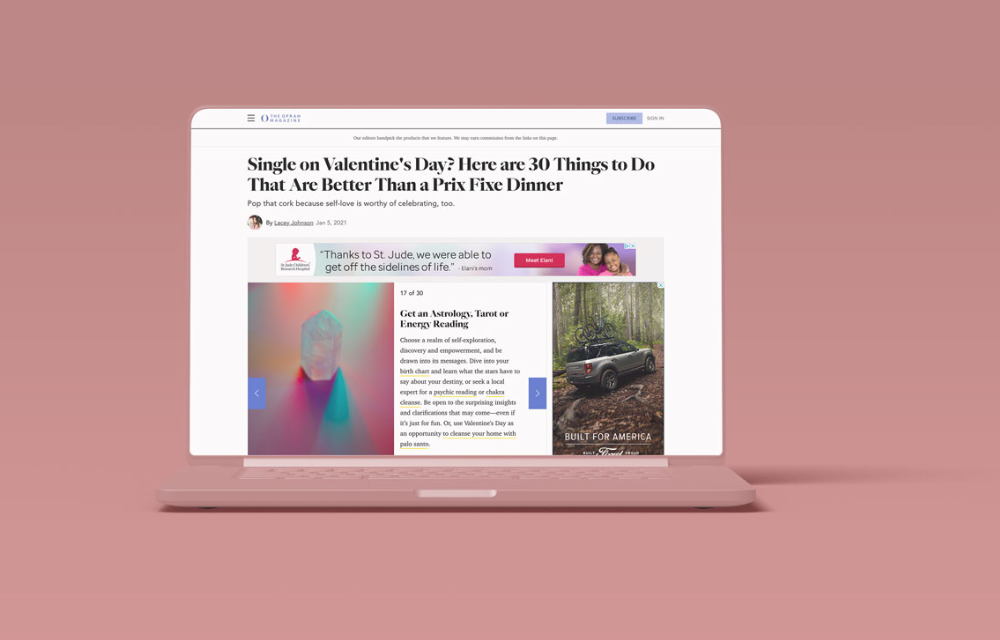 THE OPRAH
MAGAZINE
SUBSCRIBE
SIGN IN
Our editors handpick the products that we feature. We may earn commission from the links on this page.
Single on Valentine's Day? Here are 30 Things to Do
That Are Better Than a Prix Fixe Dinner
Pop that cork because self-love is worthy of celebrating, too.
By Lacey Johnson Jan 5, 2021
St. Jude Children's
Research Hospital
"Thanks to St. Jude, we were able to
get off the sidelines of life." - Elani's mom
Meet Elani
17 of 30
Get an Astrology, Tarot or
Energy Reading
Choose a realm of self-exploration,
discovery and empowerment, and be
drawn into its messages. Dive into your
birth chart and learn what the stars have to
say about your destiny, or seek a local
expert for a psychic reading or chakra
cleanse. Be open to the surprising insights
and clarifications that may come—even if
it's just for fun. Or, use Valentine's Day as
an opportunity to cleanse your home with
palo santo.
BUILT FOR AMERICA
BUILT Ford PROUD